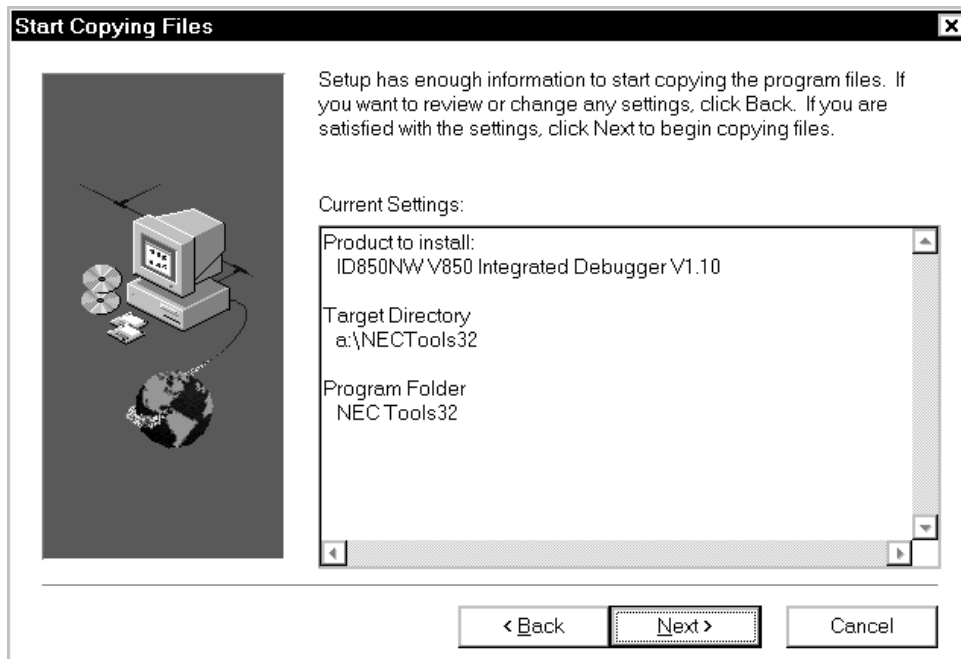 Start Copying Files
Setup has enough information to start copying the program files. If
you want to review or change any settings, click Back. If you are
satisfied with the settings, click Next to begin copying files.
Current Settings:
Product to install:
ID850NW V850 Integrated Debugger V1.10
Target Directory
a:\NECTools32
Program Folder
NEC Tools32
< Back
Next >
Cancel